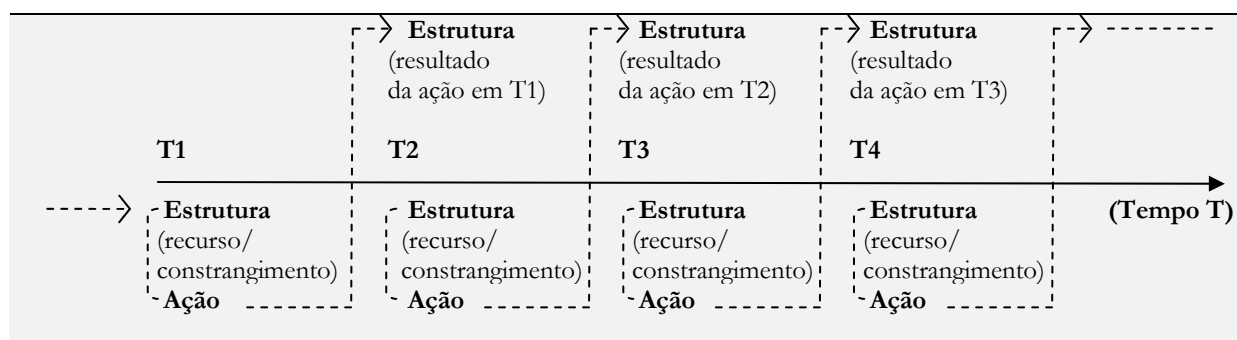 Estrutura Estrutura Estrutura
(resultado (resultado (resultado
da ação em T1) da ação em T2) da ação em T3)
T1 T2 T3 T4
Estrutura Estrutura Estrutura Estrutura (Tempo T)
(recurso/ (recurso/ (recurso/ (recurso/
constrangimento) constrangimento) constrangimento) constrangimento)
Ação Ação Ação Ação